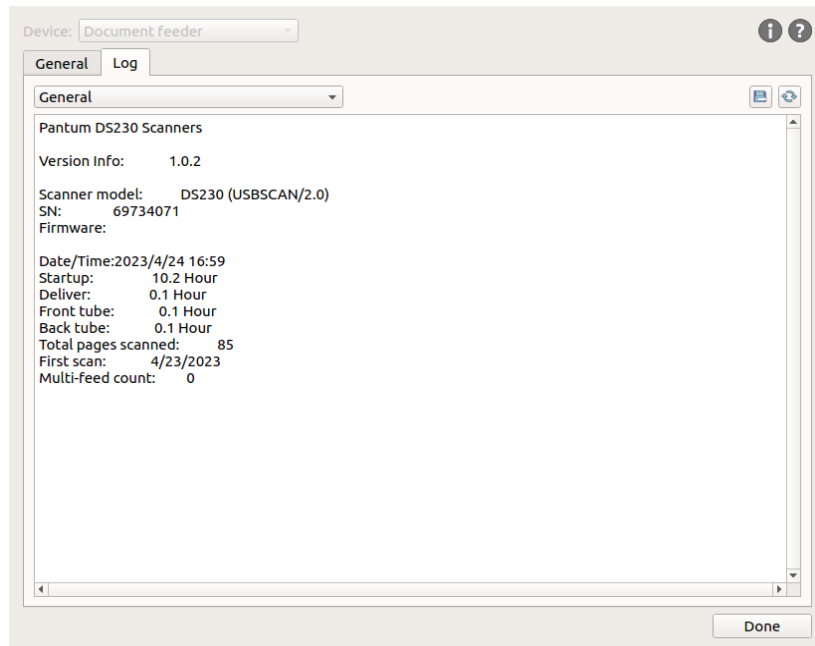 Device: Document feeder
General Log
General
Pantum DS230 Scanners
Version Info: 1.0.2
Scanner model: DS230 (USBSCAN/2.0)
SN: 69734071
Firmware:
Date/Time:2023/4/24 16:59
Startup: 10.2 Hour
Deliver: 0.1 Hour
Front tube: 0.1 Hour
Back tube: 0.1 Hour
Total pages scanned: 85
First scan: 4/23/2023
Multi-feed count: 0
Done